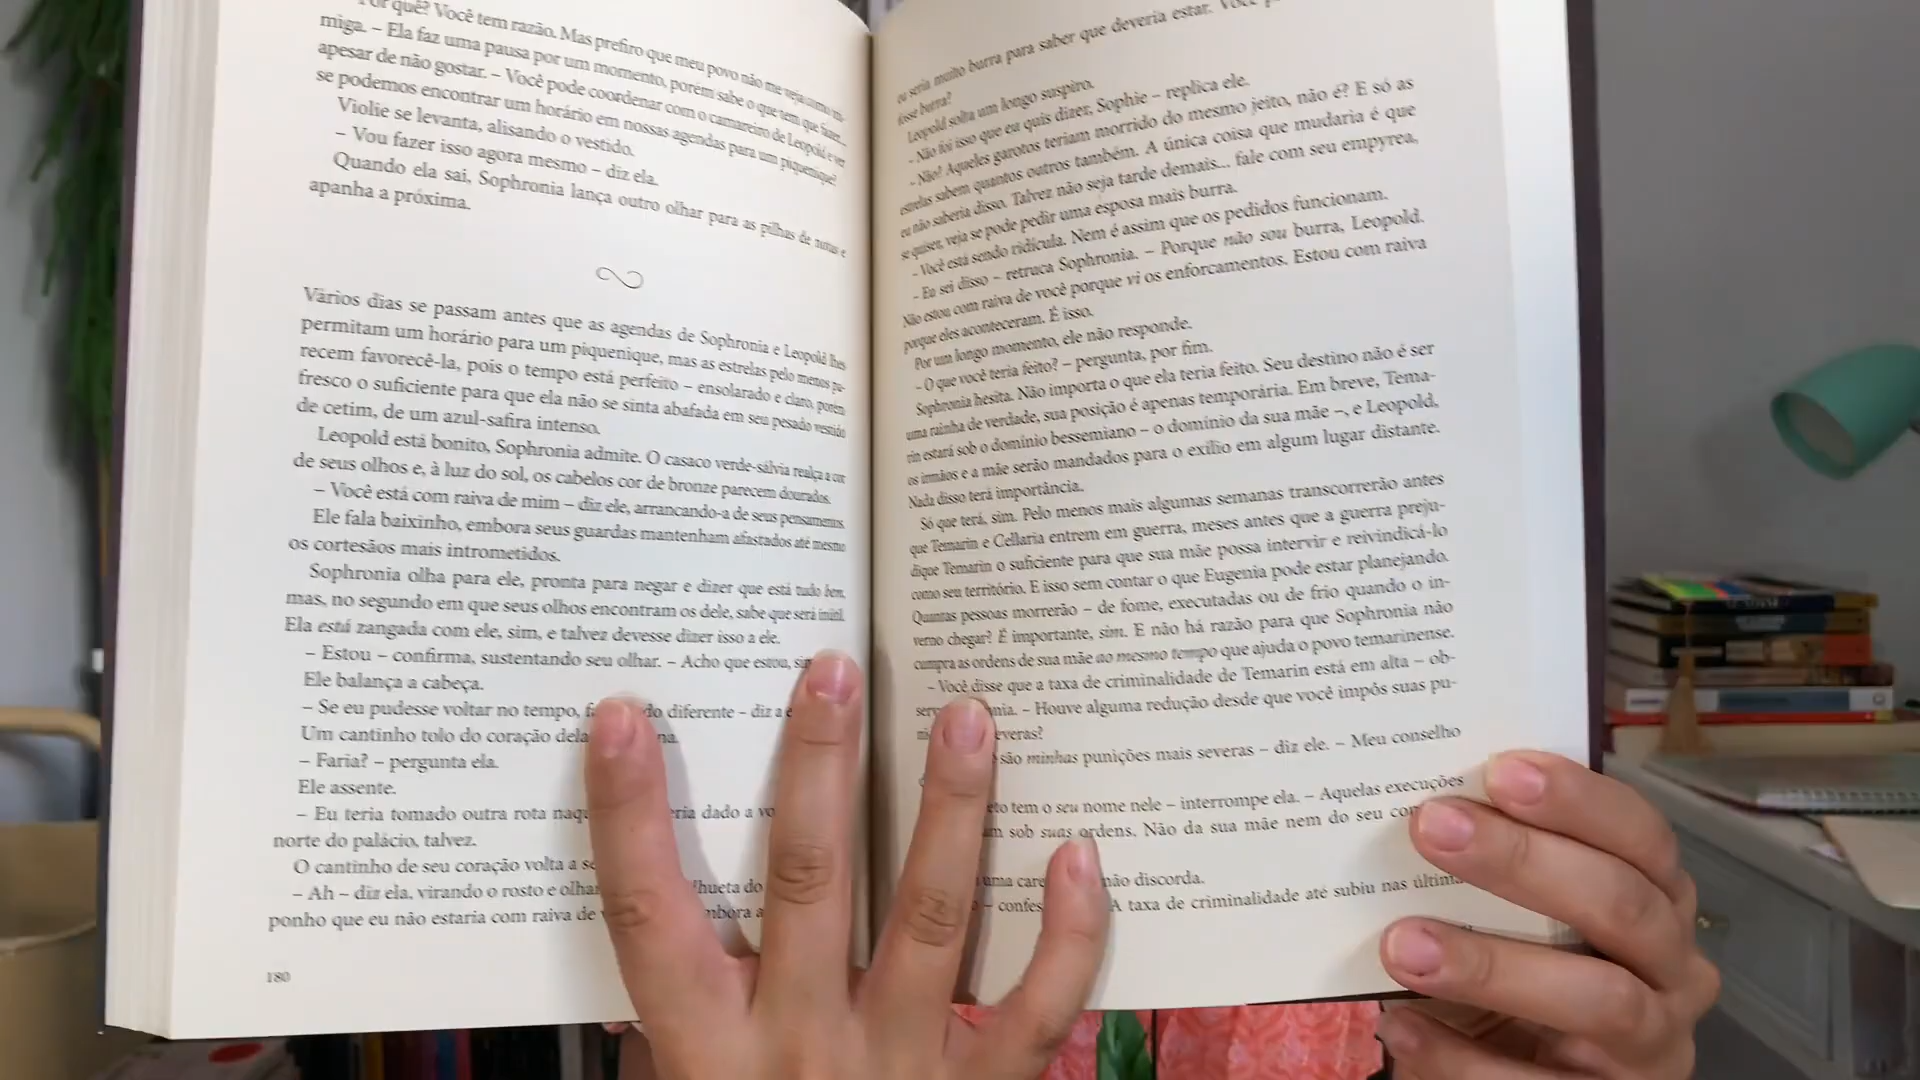 Por quê? Você tem razão. Mas prefiro que meu povo não me veja como ini-
miga. – Ela faz uma pausa por um momento, porém sabe o que tem que fazer,
apesar de não gostar. – Você pode coordenar com o camareiro de Leopold e ver
se podemos encontrar um horário em nossas agendas para um piquenique?
Violie se levanta, alisando o vestido.
– Vou fazer isso agora mesmo – diz ela.
Quando ela sai, Sophronia lança outro olhar para as pilhas de notas e
apanha a próxima.
Vários dias se passam antes que as agendas de Sophronia e Leopold lhes
permitam um horário para um piquenique, mas as estrelas pelo menos pa-
recem favorecê-la, pois o tempo está perfeito – ensolarado e claro, porém
fresco o suficiente para que ela não se sinta abafada em seu pesado vestido
de cetim, de um azul-safira intenso.
Leopold está bonito, Sophronia admite. O casaco verde-sálvia realça a cor
de seus olhos e, à luz do sol, os cabelos cor de bronze parecem dourados.
– Você está com raiva de mim – diz ele, arrancando-a de seus pensamentos.
Ele fala baixinho, embora seus guardas mantenham afastados até mesmo
os cortesãos mais intrometidos.
Sophronia olha para ele, pronta para negar e dizer que está tudo bem,
mas, no segundo em que seus olhos encontram os dele, sabe que será inútil.
Ela está zangada com ele, sim, e talvez devesse dizer isso a ele.
– Estou – confirma, sustentando seu olhar. – Acho que estou,
Ele balança a cabeça.
– Se eu pudesse voltar no tempo, diferente – diz a
Um cantinho tolo do coração
– Faria? – pergunta ela.
Ele assente.
– Eu teria tomado outra rota dado a
norte do palácio, talvez.
O cantinho de seu coração volta a
– Ah – diz ela, virando o rosto e do
ponho que eu não estaria com raiva de
180
eu seria muito burra para saber que deveria estar. Você
fosse burra?
Leopold solta um longo suspiro.
– Não foi isso que eu quis dizer, Sophie – replica ele.
– Não! Aqueles garotos teriam morrido do mesmo jeito, não é? E só as
estrelas sabem quantos outros também. A única coisa que mudaria é que
eu não saberia disso. Talvez não seja tarde demais... fale com seu empyrea,
se quiser, veja se pode pedir uma esposa mais burra.
– Você está sendo ridícula. Nem é assim que os pedidos funcionam.
– Eu sei disso – retruca Sophronia. – Porque não sou burra, Leopold.
Não estou com raiva de você porque vi os enforcamentos. Estou com raiva
porque eles aconteceram. É isso.
Por um longo momento, ele não responde.
– O que você teria feito? – pergunta, por fim.
Sophronia hesita. Não importa o que ela teria feito. Seu destino não é ser
uma rainha de verdade, sua posição é apenas temporária. Em breve, Tema-
rin estará sob o domínio bessemiano – o domínio da sua mãe –, e Leopold,
os irmãos e a mãe serão mandados para o exílio em algum lugar distante.
Nada disso terá importância.
Só que terá, sim. Pelo menos mais algumas semanas transcorrerão antes
que Temarin e Cellaria entrem em guerra, meses antes que a guerra preju-
dique Temarin o suficiente para que sua mãe possa intervir e reivindicá-lo
como seu território. E isso sem contar o que Eugenia pode estar planejando.
Quantas pessoas morrerão – de fome, executadas ou de frio quando o in-
verno chegar? É importante, sim. E não há razão para que Sophronia não
cumpra as ordens de sua mãe ao mesmo tempo que ajuda o povo temarinense.
– Você disse que a taxa de criminalidade de Temarin está em alta – ob-
– Houve alguma redução desde que você impôs suas pu-
são minhas punições mais severas – diz ele. – Meu conselho
tem o seu nome nele – interrompe ela. – Aquelas execuções
sob suas ordens. Não da sua mãe nem do seu
uma não discorda.
– A taxa de criminalidade até subiu nas